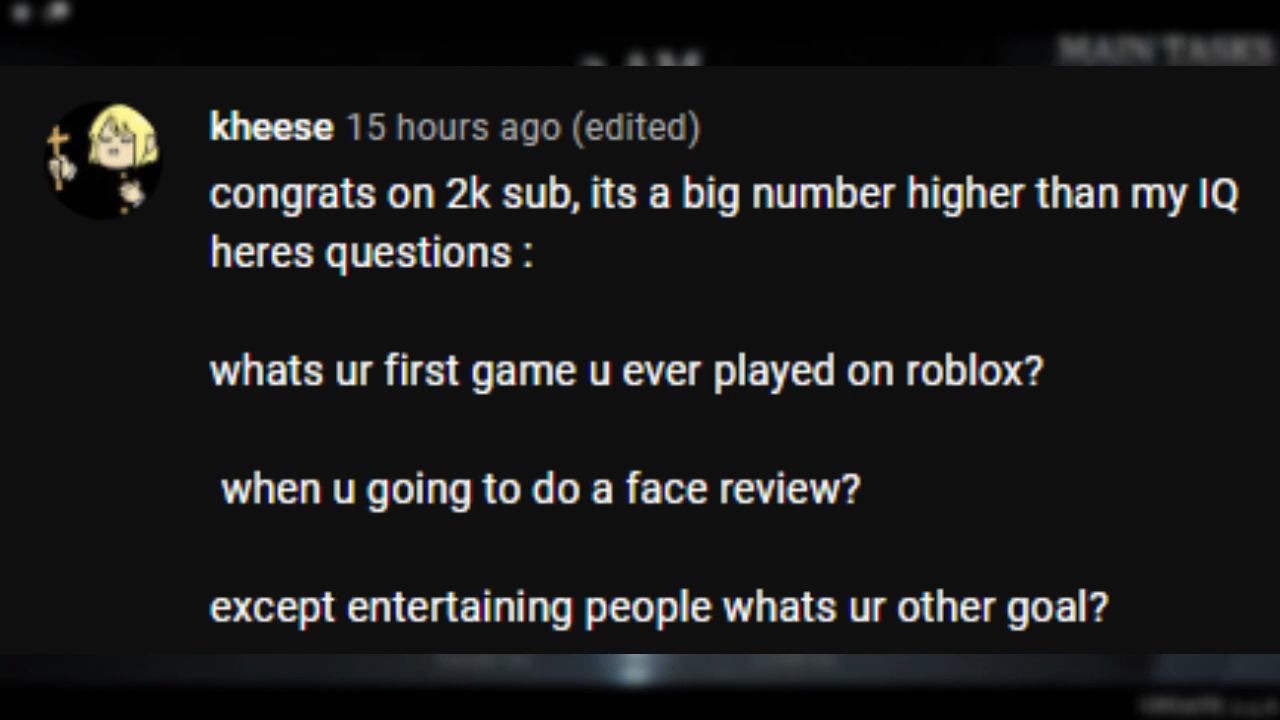 MAIN TASKS
kheese 15 hours ago (edited)
congrats on 2k sub, its a big number higher than my IQ
heres questions :
whats ur first game u ever played on roblox?
when u going to do a face review?
except entertaining people whats ur other goal?